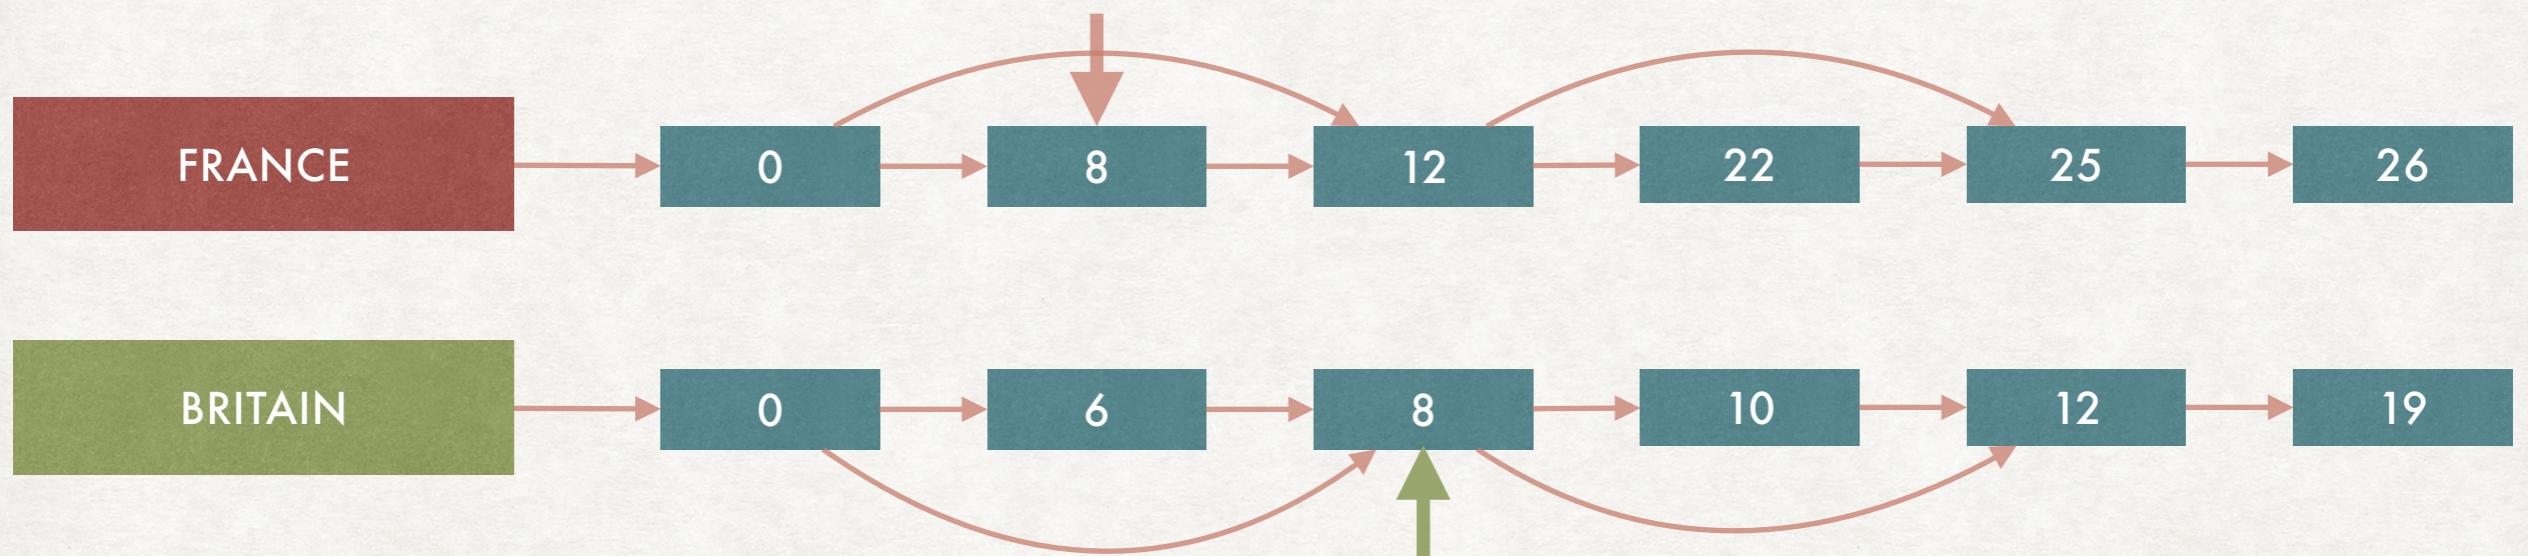 FRANCE 0 8 12 22 25 26
BRITAIN 0 6 8 10 12 19